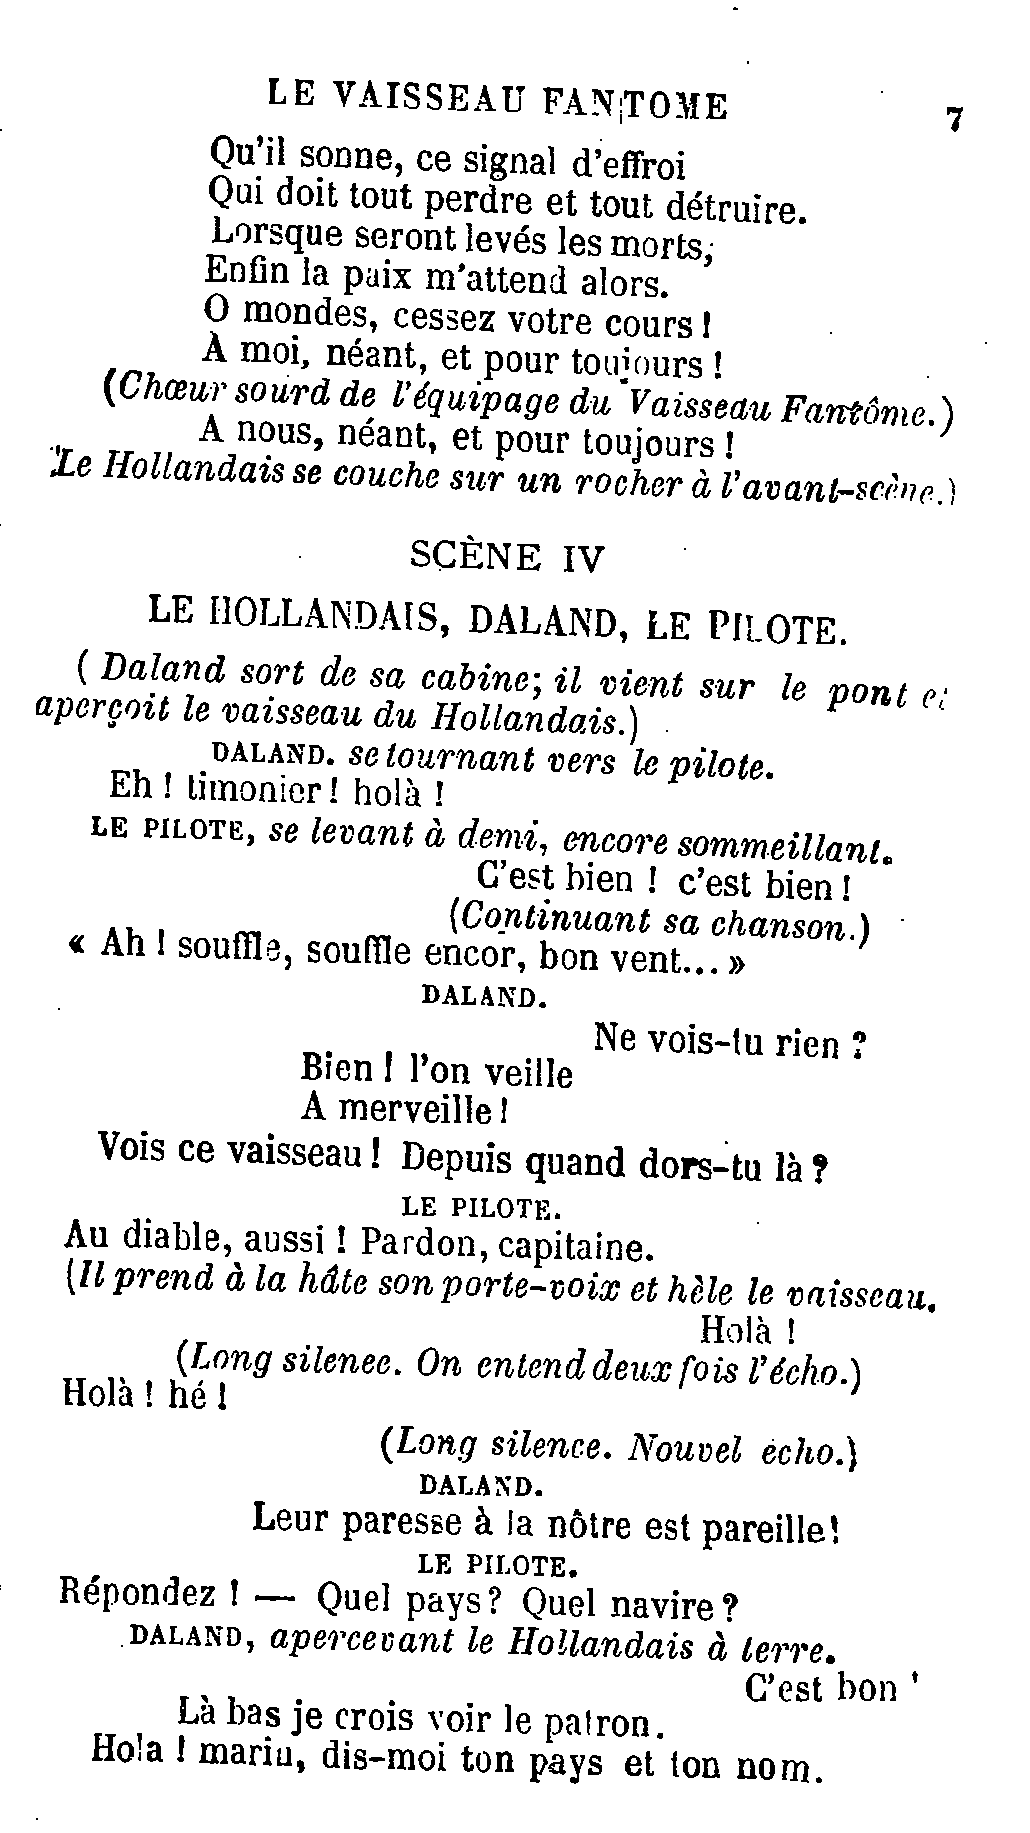 LE VAISSEAU FANTOME 7
Qu'il sonne, ce signal d'effroi
Qui doit tout perdre et tout détruire.
Lorsque seront levés les morts,
Enfin la paix m'attend alors.
O mondes, cessez votre cours !
À moi, néant, et pour toujours !
(Chœur sourd de l'équipage du Vaisseau Fantôme.)
A nous, néant, et pour toujours !
Le Hollandais se couche sur un rocher à l'avant-scène.)
SCÈNE IV
LE HOLLANDAIS, DALAND, LE PILOTE.
( Daland sort de sa cabine; il vient sur le pont et
aperçoit le vaisseau du Hollandais.)
DALAND. se tournant vers le pilote.
Eh ! timonier ! holà !
LE PILOTE, se levant à demi, encore sommeillant.
C'est bien ! c'est bien !
(Continuant sa chanson.)
« Ah ! souffle, souffle encor, bon vent... »
DALAND.
Ne vois-tu rien ?
Bien ! l'on veille
A merveille !
Vois ce vaisseau ! Depuis quand dors-tu là ?
LE PILOTE.
Au diable, aussi ! Pardon, capitaine.
(Il prend à la hâte son porte-voix et hèle le vaisseau.
Holà !
(Long silenee. On entend deux fois l'écho.)
Holà ! hé !
(Long silence. Nouvel écho.)
DALAND.
Leur paresse à la nôtre est pareille !
LE PILOTE.
Répondez ! — Quel pays ? Quel navire ?
DALAND, apercevant le Hollandais à terre.
C'est bon '
Là bas je crois voir le patron.
Hola ! marin, dis-moi ton pays et ton nom.